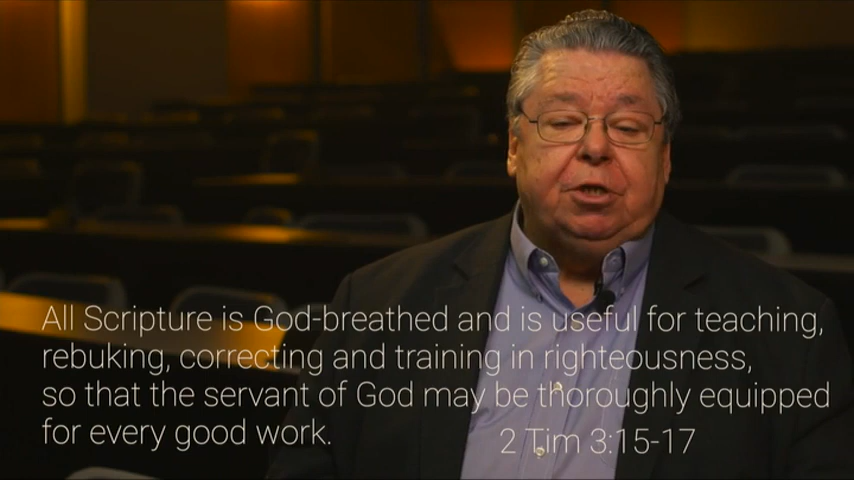 All Scripture is God-breathed and is useful for teaching,
rebuking, correcting and training in righteousness,
so that the servant of God may be thoroughly equipped
for every good work.
2 Tim 3:15-17